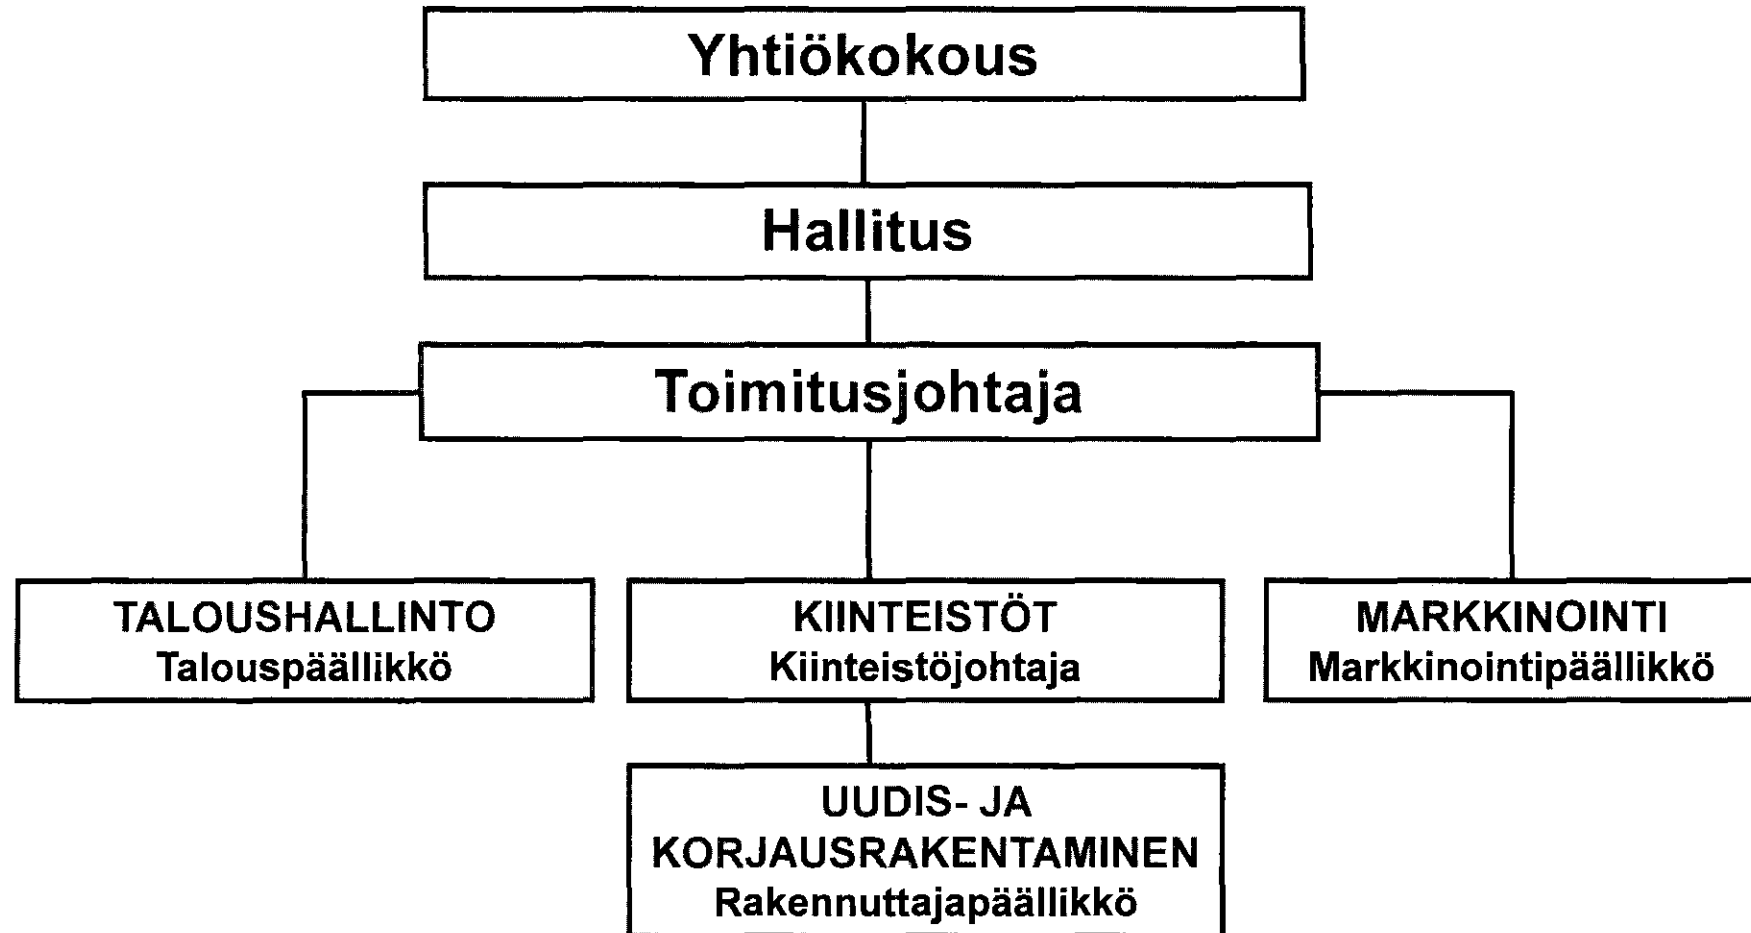 Yhtiökokous
Hallitus
Toimitusjohtaja
TALOUSHALLINTO
Talouspäällikkö
KIINTEISTÖT
Kiinteistöjohtaja
MARKKINOINTI
Markkinointipäällikkö
UUDIS- JA
KORJAUSRAKENTAMINEN
Rakennuttajapäällikkö